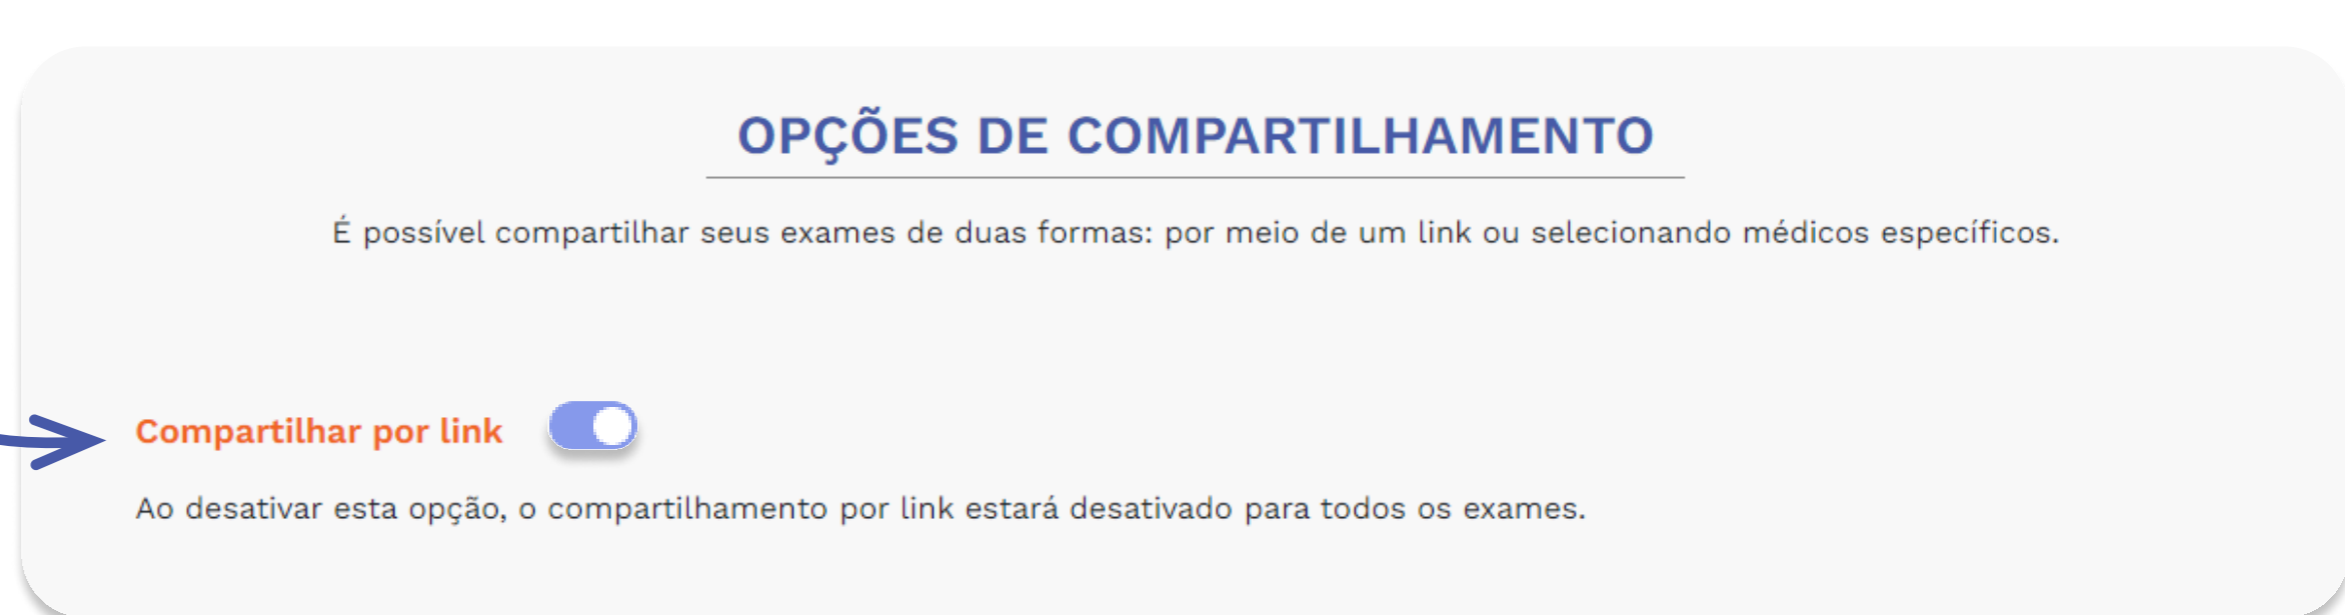 OPÇÕES DE COMPARTILHAMENTO
É possível compartilhar seus exames de duas formas: por meio de um link ou selecionando médicos específicos.
Compartilhar por link
Ao desativar esta opção, o compartilhamento por link estará desativado para todos os exames.